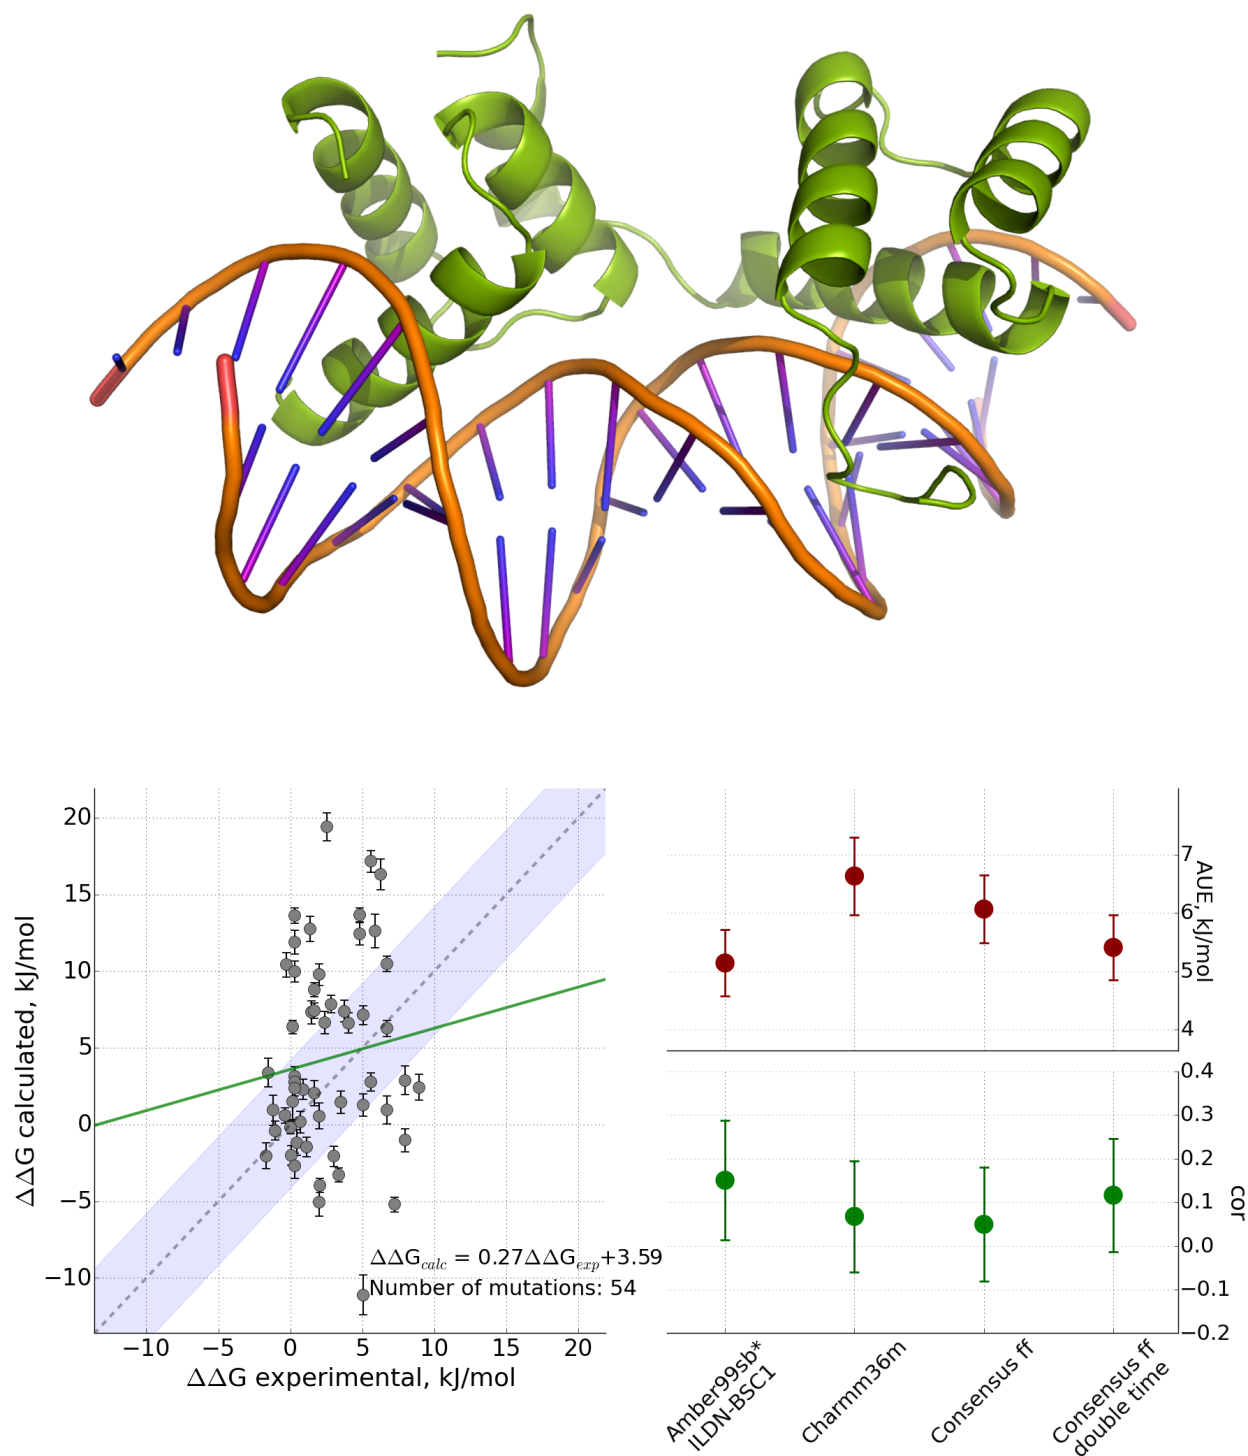 20
15
10
5
0
−5
−10
ΔΔG calculated, kJ/mol
ΔΔGcalc = 0.27ΔΔGexp+3.59
Number of mutations: 54
−10 −5 0 5 10 15 20
ΔΔG experimental, kJ/mol
7
6
5
4
AUE, kJ/mol
0.4
0.3
0.2
0.1
0.0
−0.1
−0.2
cor
Amber99sb*
ILDN-BSC1
Charmm36m
Consensus ff
Consensus ff
double time